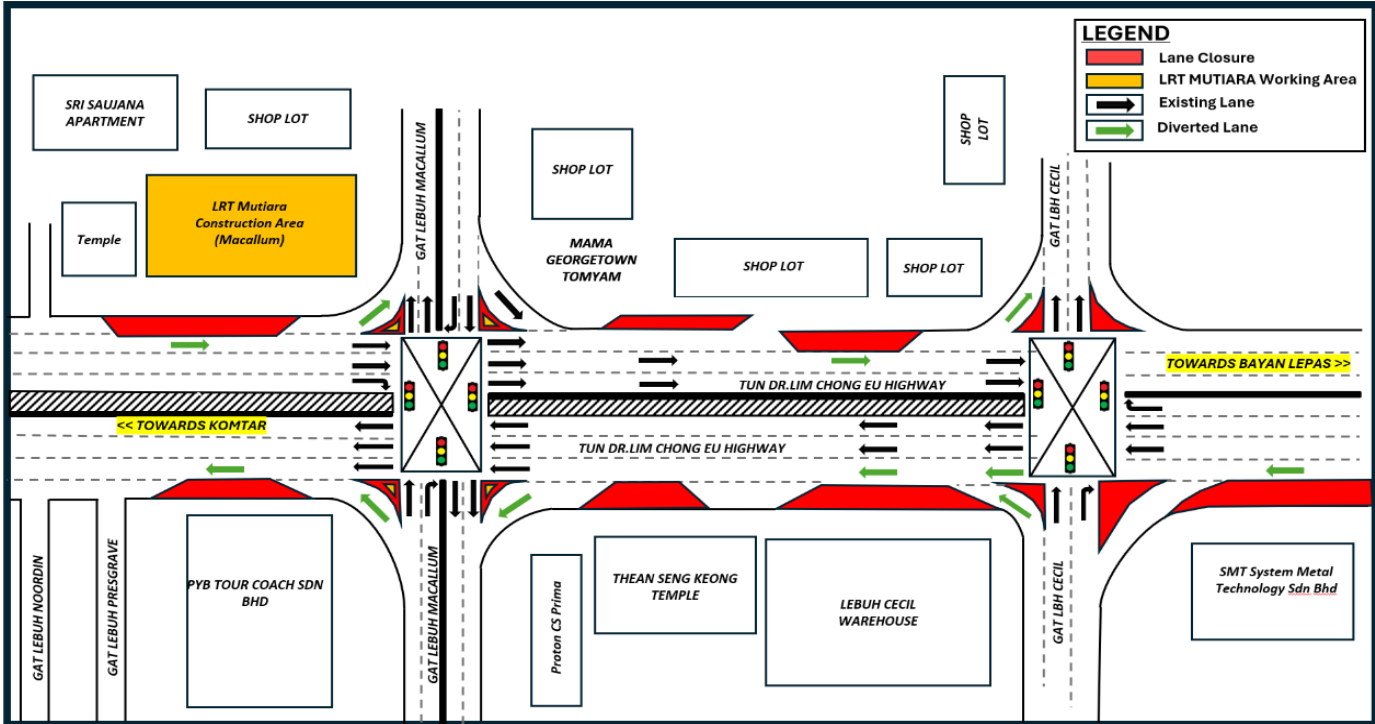 LEGEND
Lane Closure
LRT MUTIARA Working Area
Existing Lane
Diverted Lane
SRI SAUJANA
APARTMENT
SHOP LOT
SHOP LOT
Temple
LRT Mutiara
Construction Area
(Macallum)
GAT LEBUH MACALLUM
SHOP LOT
MAMA
GEORGETOWN
TOMYAM
SHOP LOT
SHOP LOT
GAT LBH CECIL
TOWARDS BAYAN LEPAS >>
TUN DR.LIM CHONG EU HIGHWAY
<< TOWARDS KOMTAR
TUN DR.LIM CHONG EU HIGHWAY
GAT LEBUH NOORDIN
GAT LEBUH PRESGRAVE
PYB TOUR COACH SDN
BHD
GAT LEBUH MACALLUM
Proton CS Prima
THEAN SENG KEONG
TEMPLE
LEBUH CECIL
WAREHOUSE
GAT LBH CECIL
SMT System Metal
Technology Sdn Bhd